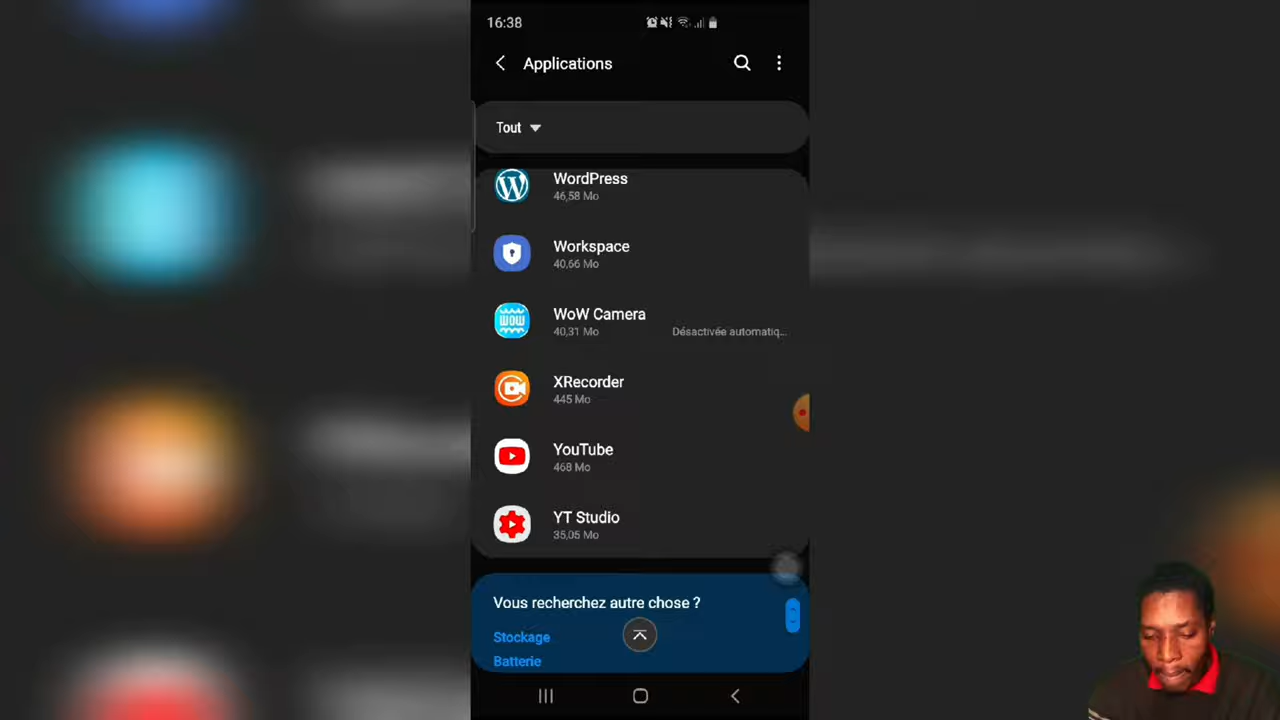 16:38
Applications
Tout
WordPress
46,58 Mo
Workspace
40,66 Mo
WoW Camera
40,31 Mo
Désactivée automatiq...
WOW
XRecorder
445 Mo
YouTube
468 Mo
YT Studio
35,05 Mo
Vous recherchez autre chose ?
Stockage
Batterie